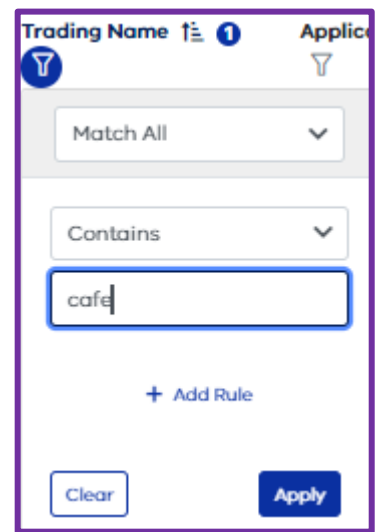 Trading Name 1 Applic
Match All
Contains
cafe
+ Add Rule
Clear Apply